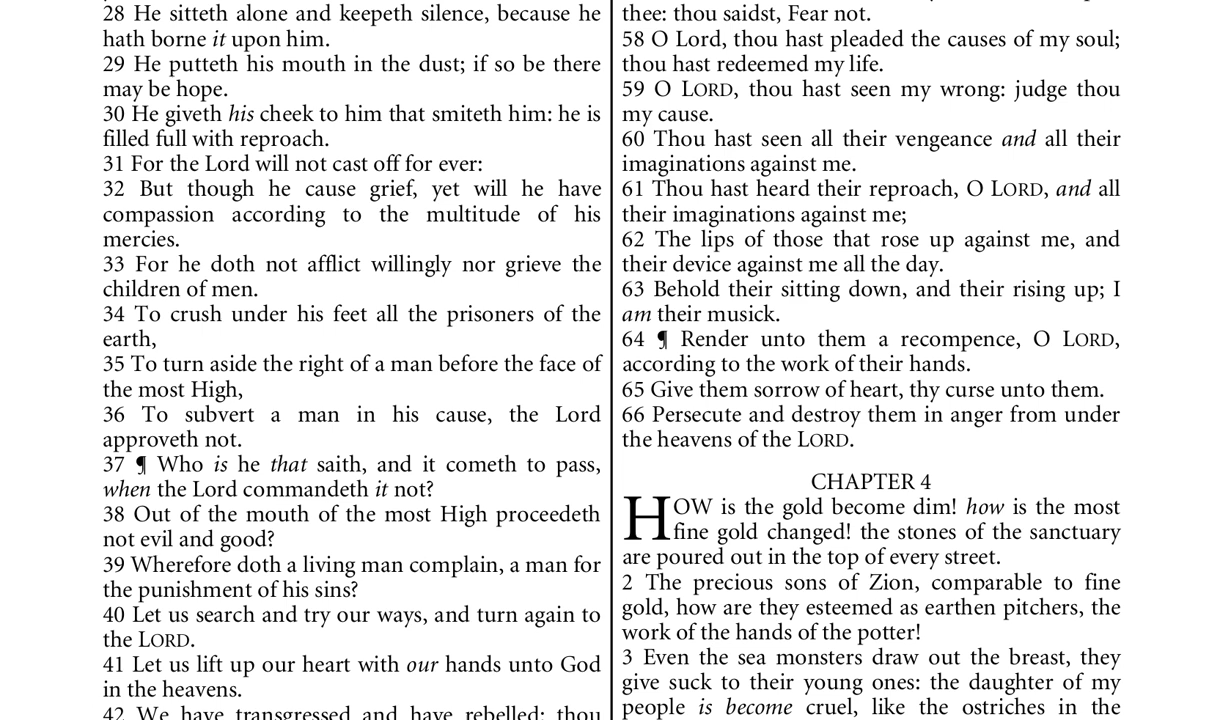 28 He sitteth alone and keepeth silence, because he
hath borne it upon him.
29 He putteth his mouth in the dust; if so be there
may be hope.
30 He giveth his cheek to him that smiteth him: he is
filled full with reproach.
31 For the Lord will not cast off for ever:
32 But though he cause grief, yet will he have
compassion according to the multitude of his
mercies.
33 For he doth not afflict willingly nor grieve the
children of men.
34 To crush under his feet all the prisoners of the
earth,
35 To turn aside the right of a man before the face of
the most High,
36 To subvert a man in his cause, the Lord
approveth not.
37 ¶ Who is he that saith, and it cometh to pass,
when the Lord commandeth it not?
38 Out of the mouth of the most High proceedeth
not evil and good?
39 Wherefore doth a living man complain, a man for
the punishment of his sins?
40 Let us search and try our ways, and turn again to
the LORD.
41 Let us lift up our heart with our hands unto God
in the heavens.
42 We have transgressed and have rebelled: thou
thee: thou saidst, Fear not.
58 O Lord, thou hast pleaded the causes of my soul;
thou hast redeemed my life.
59 O LORD, thou hast seen my wrong: judge thou
my cause.
60 Thou hast seen all their vengeance and all their
imaginations against me.
61 Thou hast heard their reproach, O LORD, and all
their imaginations against me;
62 The lips of those that rose up against me, and
their device against me all the day.
63 Behold their sitting down, and their rising up; I
am their musick.
64 ¶ Render unto them a recompence, O LORD,
according to the work of their hands.
65 Give them sorrow of heart, thy curse unto them.
66 Persecute and destroy them in anger from under
the heavens of the LORD.
CHAPTER 4
HOW is the gold become dim! how is the most
fine gold changed! the stones of the sanctuary
are poured out in the top of every street.
2 The precious sons of Zion, comparable to fine
gold, how are they esteemed as earthen pitchers, the
work of the hands of the potter!
3 Even the sea monsters draw out the breast, they
give suck to their young ones: the daughter of my
people is become cruel, like the ostriches in the